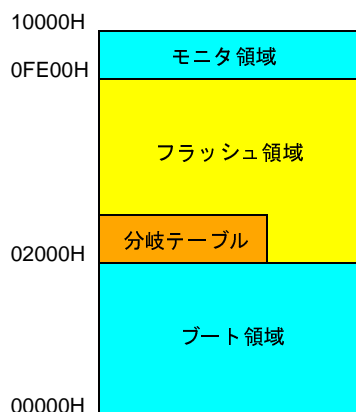 10000H
モニタ領域
0FE00H
フラッシュ領域
分岐テーブル
02000H
ブート領域
00000H